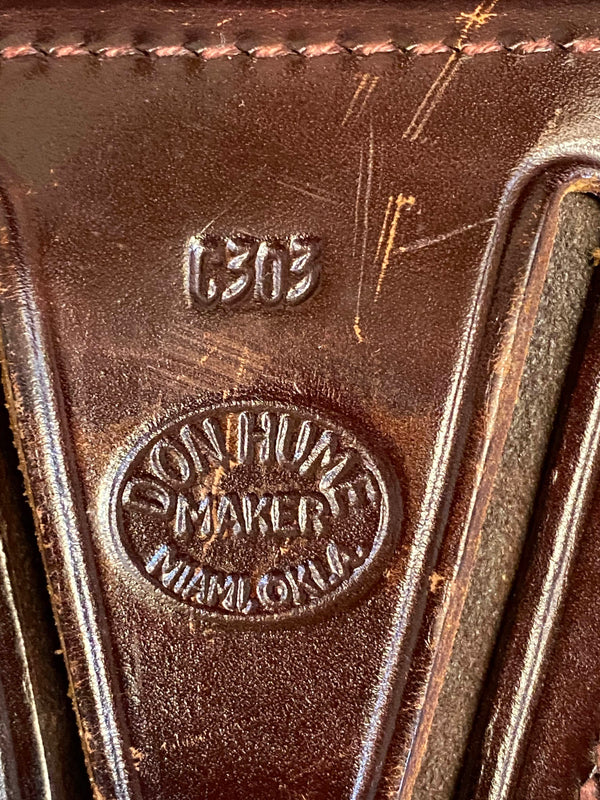 C303
DON HUME
MAKER
MIAMI, OKLA.